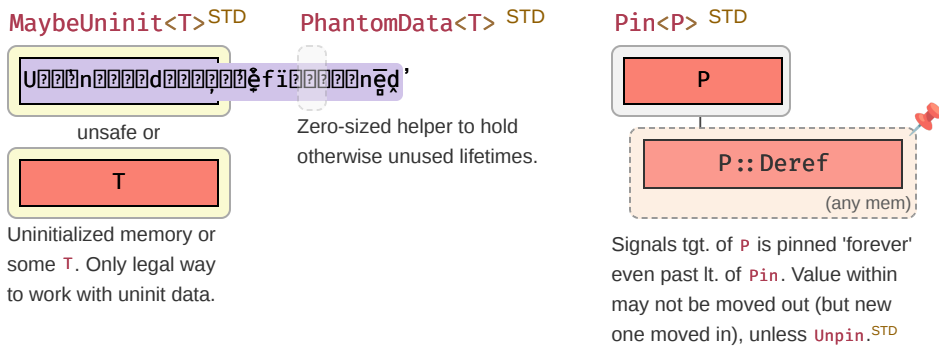 MaybeUninit<T> STD
unsafe or
T
Uninitialized memory or
some T. Only legal way
to work with uninit data.
PhantomData<T> STD
Zero-sized helper to hold
otherwise unused lifetimes.
Pin<P> STD
P
P::Deref
(any mem)
Signals tgt. of P is pinned 'forever'
even past lt. of Pin. Value within
may not be moved out (but new
one moved in), unless Unpin.STD